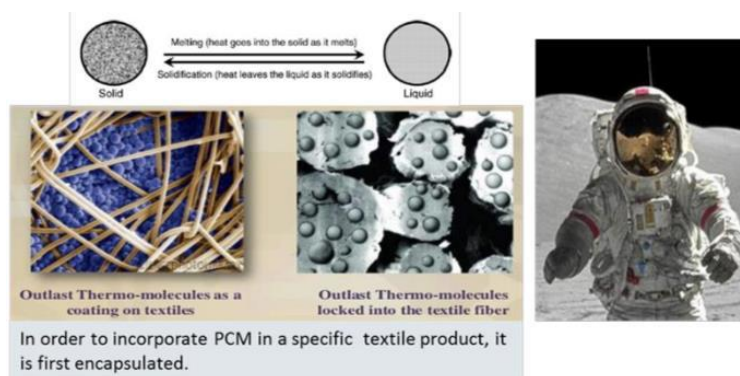 Melting (heat goes into the solid as it melts)
Solidification (heat leaves the liquid as it solidifies)
Solid
Liquid
Outlast Thermo-molecules as a
coating on textiles
Outlast Thermo-molecules
locked into the textile fiber
In order to incorporate PCM in a specific textile product, it
is first encapsulated.